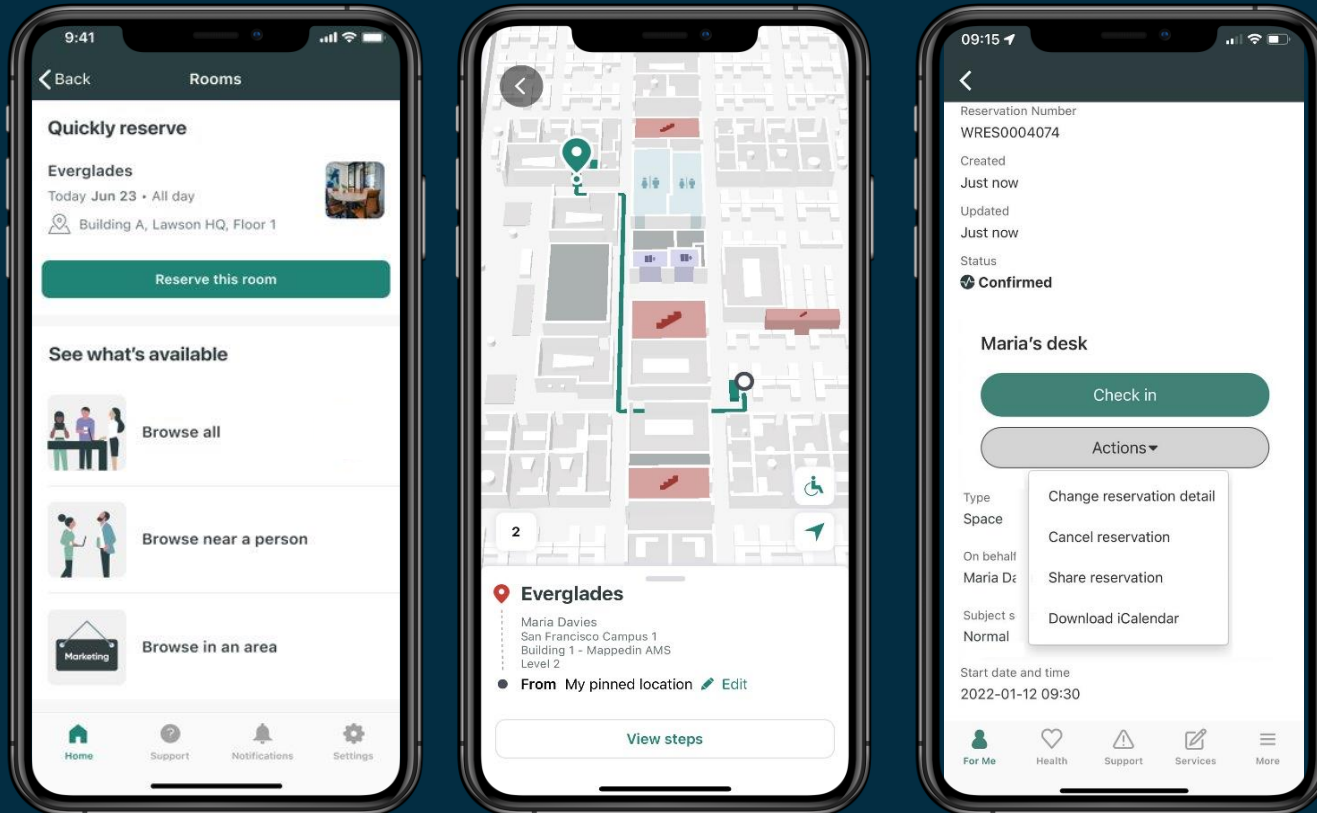 9:41
Back
Rooms
Quickly reserve
Everglades
Today Jun 23 • All day
Building A, Lawson HQ, Floor 1
Reserve this room
See what's available
Browse all
Browse near a person
Marketing
Browse in an area
Home
Support
Notifications
Settings
2
Everglades
Maria Davies
San Francisco Campus 1
Building 1 - Mappedin AMS
Level 2
From My pinned location Edit
View steps
09:15
Reservation Number
WRES0004074
Created
Just now
Updated
Just now
Status
Confirmed
Maria's desk
Check in
Actions
Change reservation detail
Cancel reservation
Share reservation
Download iCalendar
Type
Space
On behalf
Maria Da
Subject s
Normal
Start date and time
2022-01-12 09:30
For Me
Health
Support
Services
More